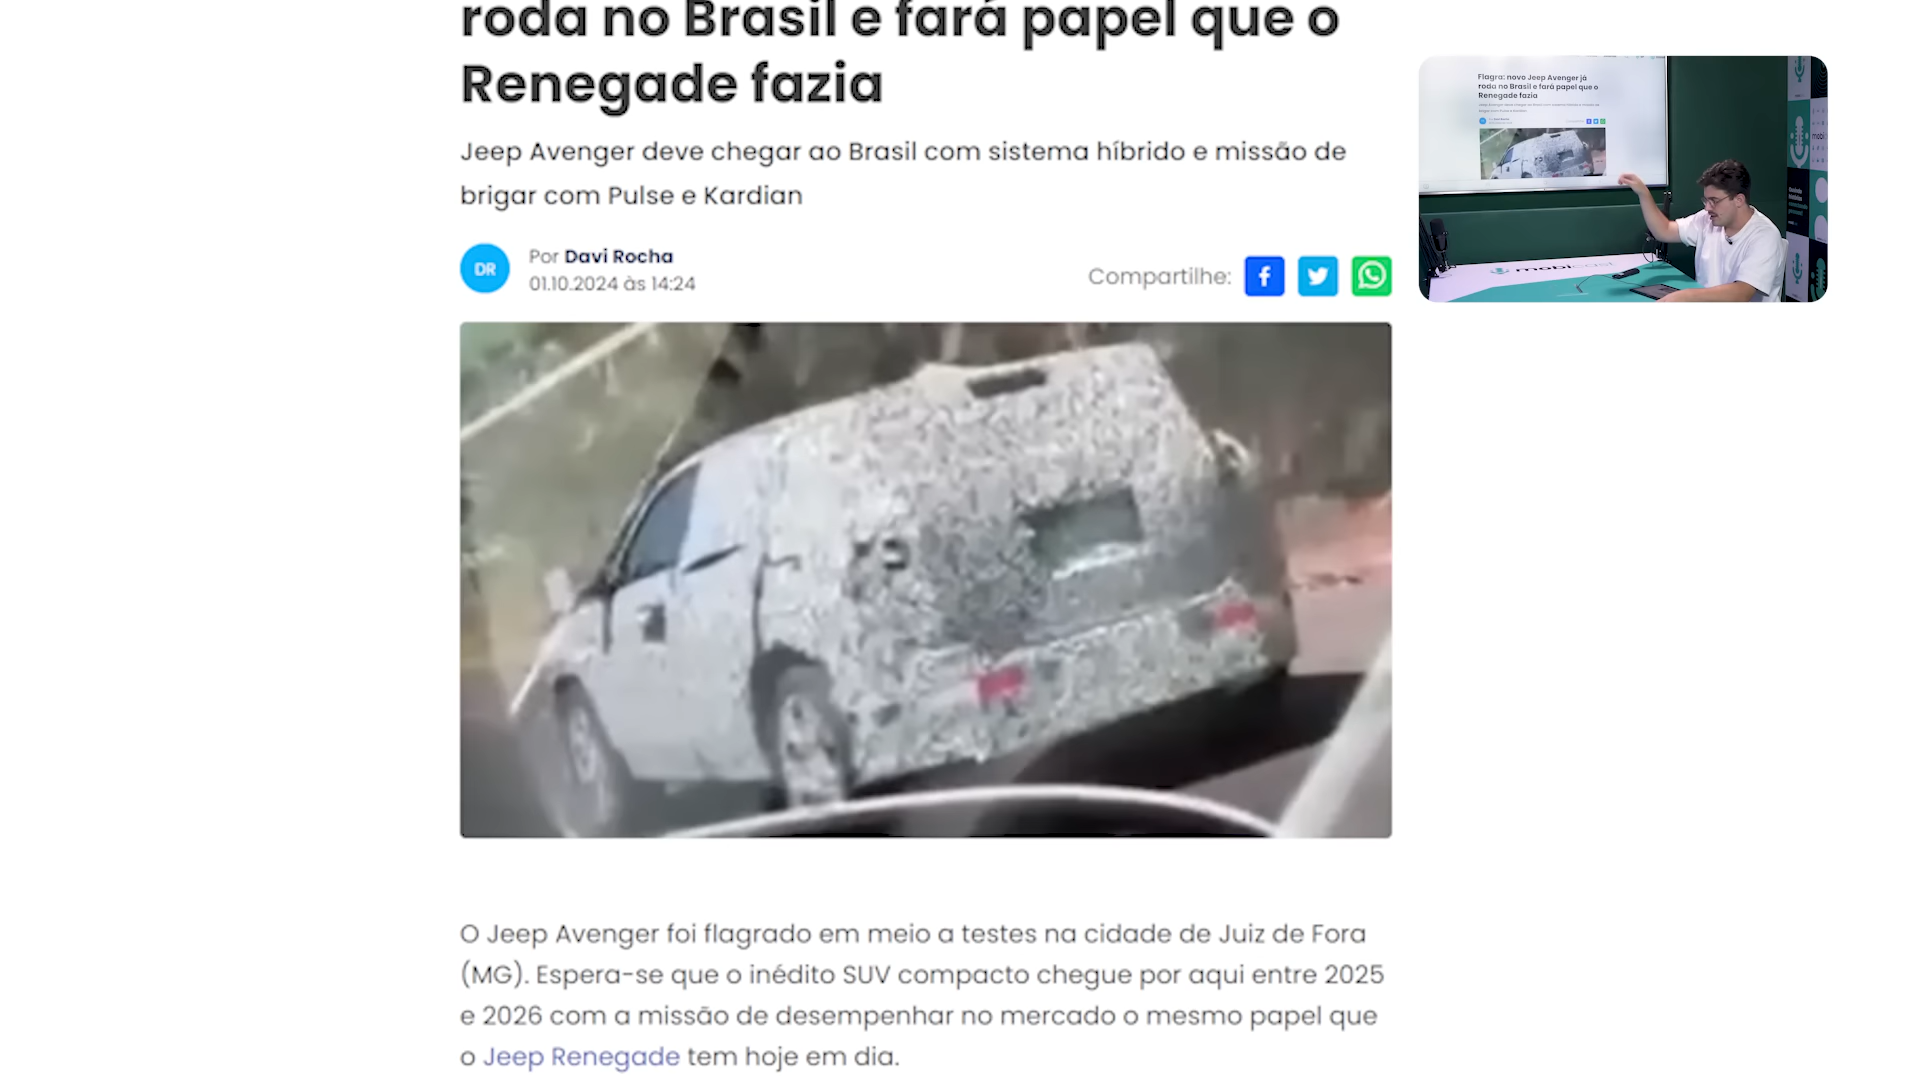 roda no Brasil e fará papel que o
Renegade fazia
Jeep Avenger deve chegar ao Brasil com sistema híbrido e missão de
brigar com Pulse e Kardian
DR
Por Davi Rocha
01.10.2024 às 14:24
Compartilhe:
O Jeep Avenger foi flagrado em meio a testes na cidade de Juiz de Fora
(MG). Espera-se que o inédito SUV compacto chegue por aqui entre 2025
e 2026 com a missão de desempenhar no mercado o mesmo papel que
o Jeep Renegade tem hoje em dia.
Flagra: novo Jeep Avenger já
roda no Brasil e fará papel que o
Renegade fazia
mobicast